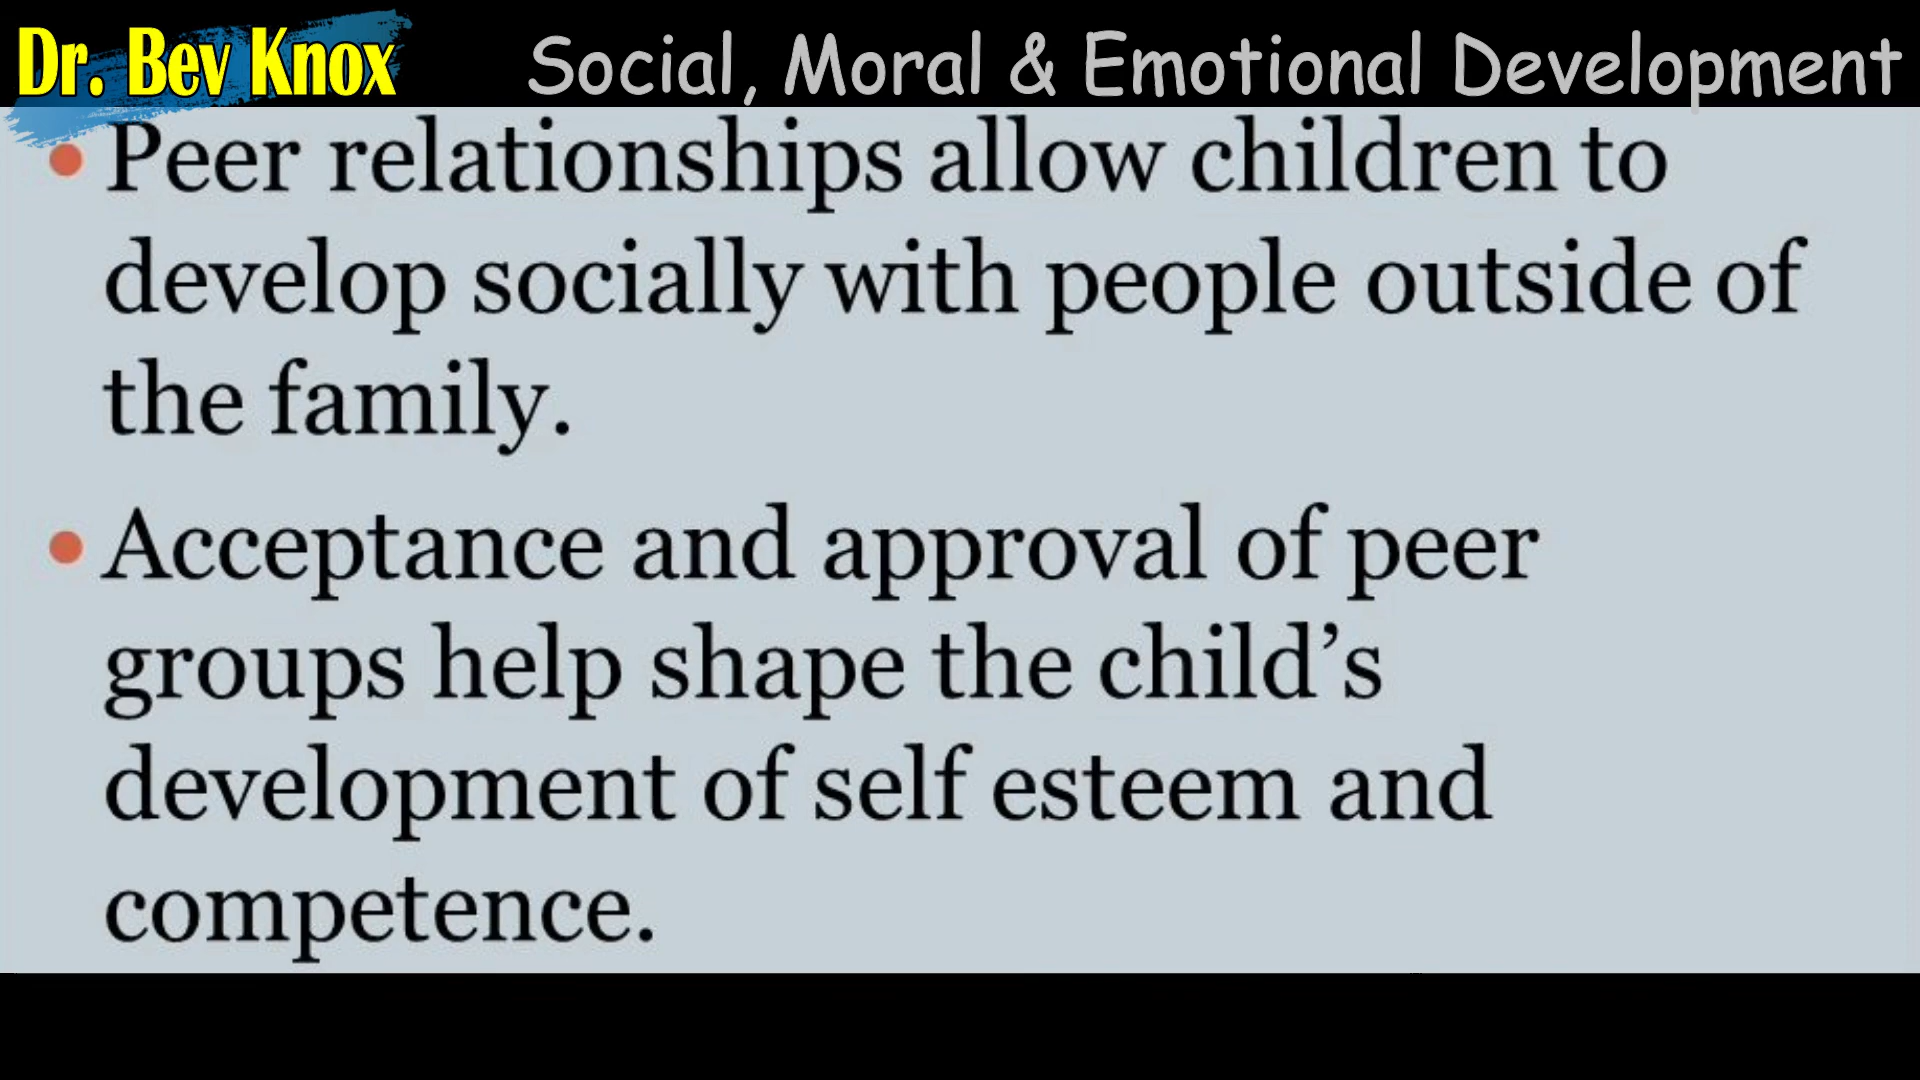 Dr. Bev Knox
Social, Moral & Emotional Development
• Peer relationships allow children to
develop socially with people outside of
the family.
• Acceptance and approval of peer
groups help shape the child’s
development of self esteem and
competence.